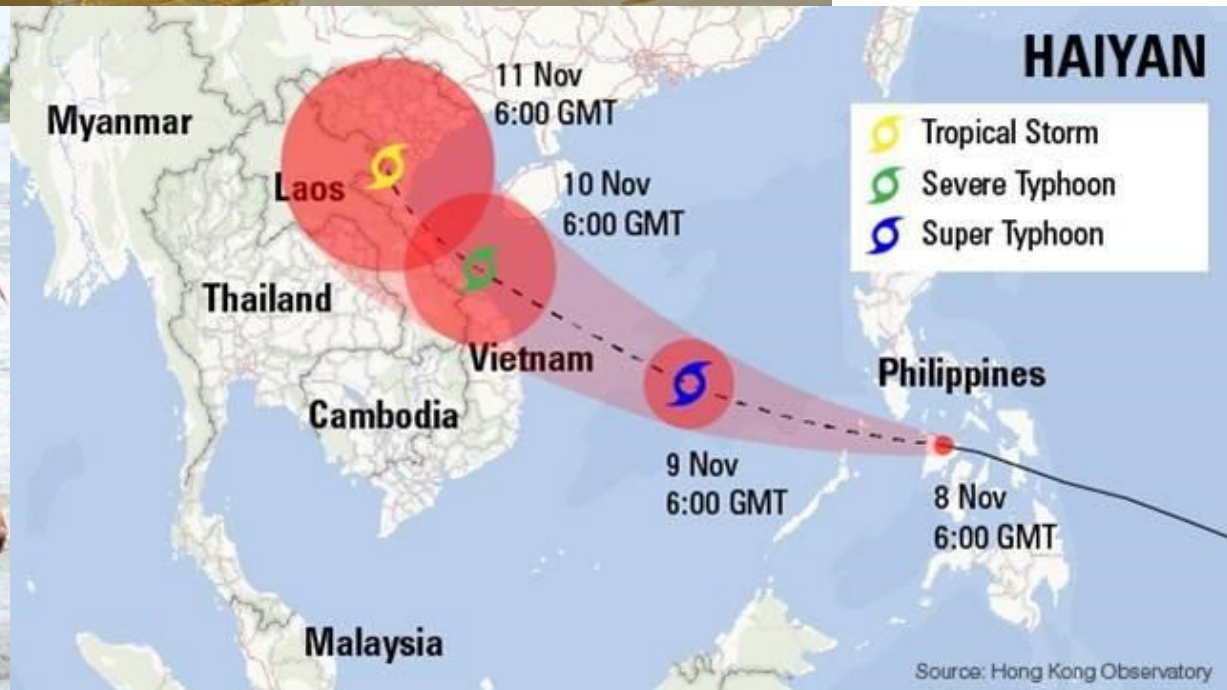 HAIYAN
11 Nov
6:00 GMT
Myanmar
Tropical Storm
Laos
10 Nov
6:00 GMT
Severe Typhoon
Super Typhoon
Thailand
Vietnam
Philippines
Cambodia
9 Nov
6:00 GMT
8 Nov
6:00 GMT
Malaysia
Source: Hong Kong Observatory